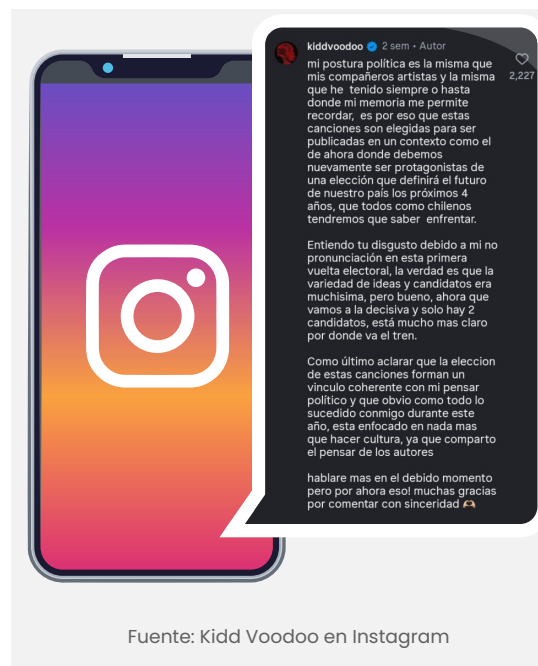 kiddvoodoo 2 sem • Autor
mi postura política es la misma que
mis compañeros artistas y la misma
que he tenido siempre o hasta
donde mi memoria me permite
recordar, es por eso que estas
canciones son elegidas para ser
publicadas en un contexto como el
de ahora donde debemos
nuevamente ser protagonistas de
una elección que definirá el futuro
de nuestro país los próximos 4
años, que todos como chilenos
tendremos que saber enfrentar.
2,227
Entiendo tu disgusto debido a mi no
pronunciación en esta primera
vuelta electoral, la verdad es que la
variedad de ideas y candidatos era
muchisima, pero bueno, ahora que
vamos a la decisiva y solo hay 2
candidatos, está mucho mas claro
por donde va el tren.
Como último aclarar que la eleccion
de estas canciones forman un
vinculo coherente con mi pensar
político y que obvio como todo lo
sucedido conmigo durante este
año, esta enfocado en nada mas
que hacer cultura, ya que comparto
el pensar de los autores
hablare mas en el debido momento
pero por ahora eso! muchas gracias
por comentar con sinceridad 🫶🏼
Fuente: Kidd Voodoo en Instagram